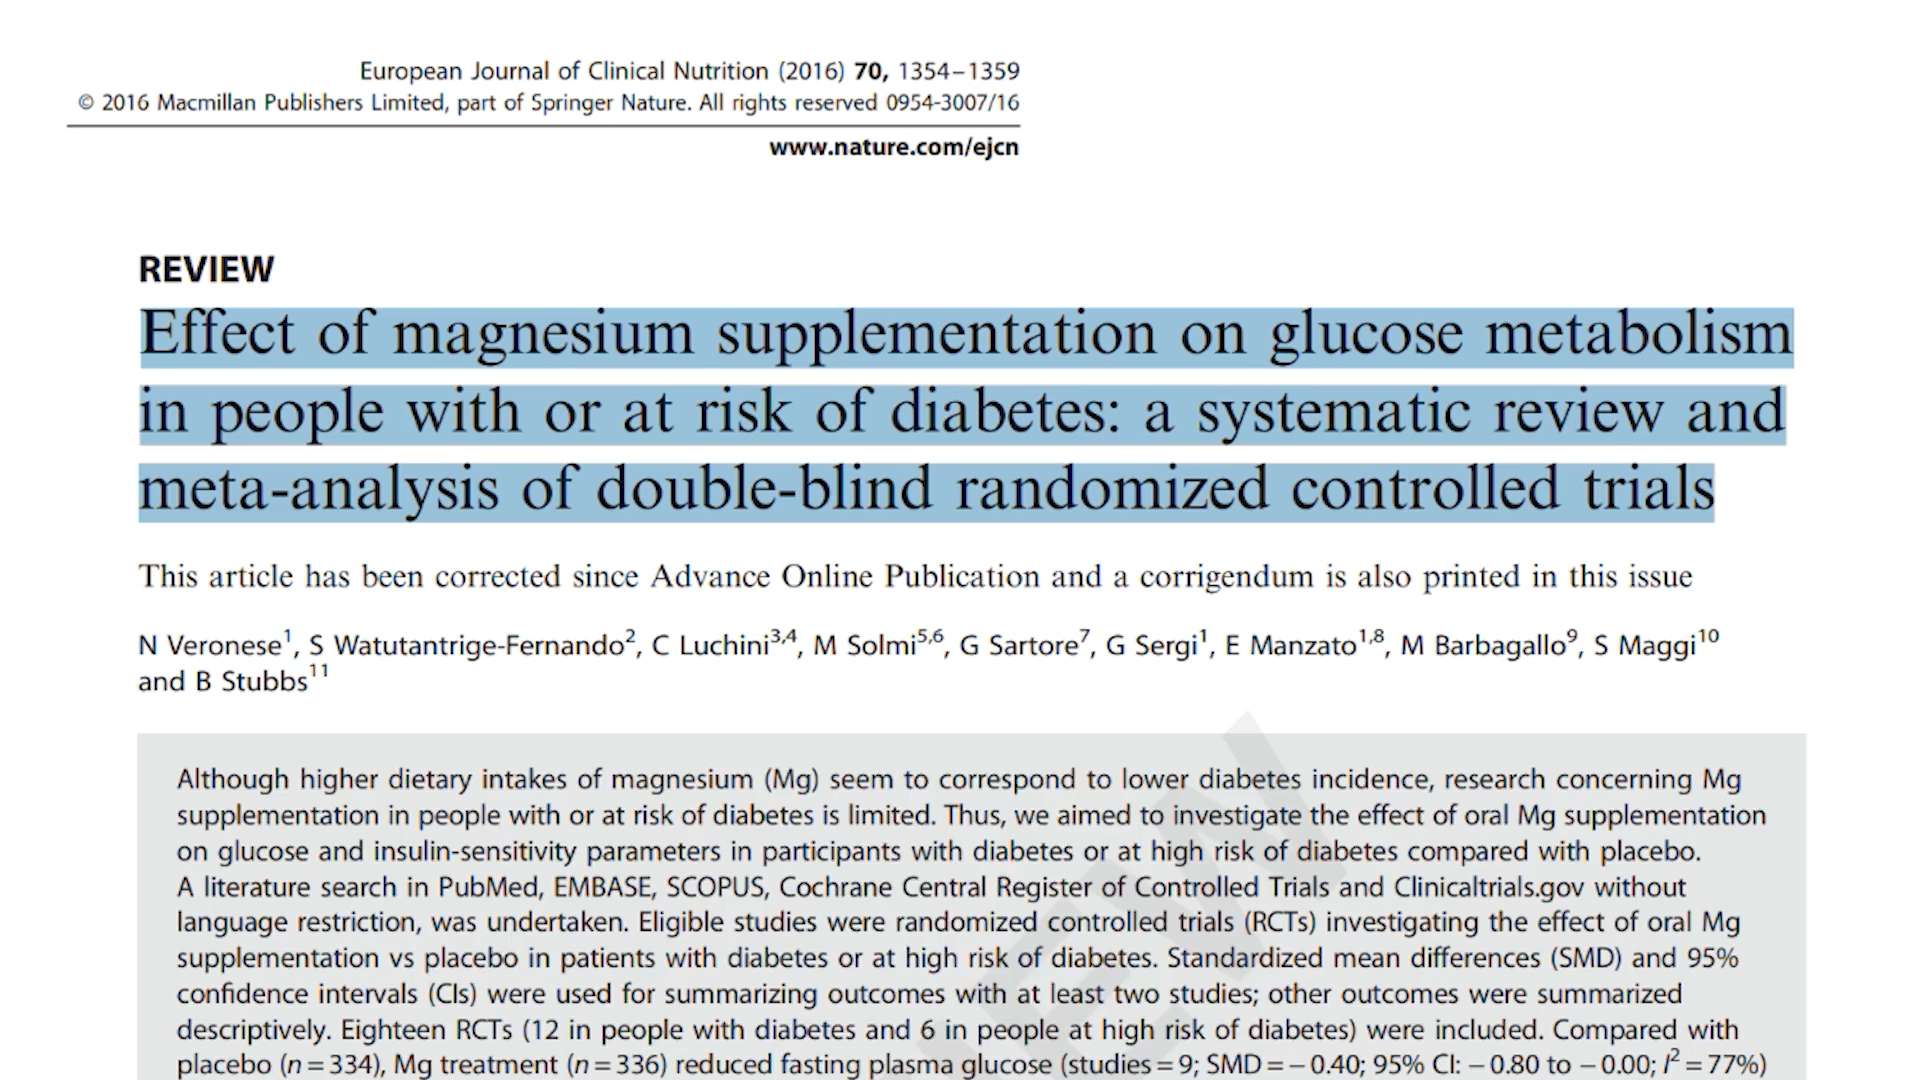 European Journal of Clinical Nutrition (2016) 70, 1354–1359
© 2016 Macmillan Publishers Limited, part of Springer Nature. All rights reserved 0954-3007/16
www.nature.com/ejcn
REVIEW
Effect of magnesium supplementation on glucose metabolism
in people with or at risk of diabetes: a systematic review and
meta-analysis of double-blind randomized controlled trials
This article has been corrected since Advance Online Publication and a corrigendum is also printed in this issue
N Veronese1, S Watutantrige-Fernando2, C Luchini3,4, M Solmi5,6, G Sartore7, G Sergi1, E Manzato1,8, M Barbagallo9, S Maggi10
and B Stubbs11
Although higher dietary intakes of magnesium (Mg) seem to correspond to lower diabetes incidence, research concerning Mg
supplementation in people with or at risk of diabetes is limited. Thus, we aimed to investigate the effect of oral Mg supplementation
on glucose and insulin-sensitivity parameters in participants with diabetes or at high risk of diabetes compared with placebo.
A literature search in PubMed, EMBASE, SCOPUS, Cochrane Central Register of Controlled Trials and Clinicaltrials.gov without
language restriction, was undertaken. Eligible studies were randomized controlled trials (RCTs) investigating the effect of oral Mg
supplementation vs placebo in patients with diabetes or at high risk of diabetes. Standardized mean differences (SMD) and 95%
confidence intervals (CIs) were used for summarizing outcomes with at least two studies; other outcomes were summarized
descriptively. Eighteen RCTs (12 in people with diabetes and 6 in people at high risk of diabetes) were included. Compared with
placebo (n = 334), Mg treatment (n = 336) reduced fasting plasma glucose (studies = 9; SMD = − 0.40; 95% CI: − 0.80 to − 0.00; I2 = 77%)